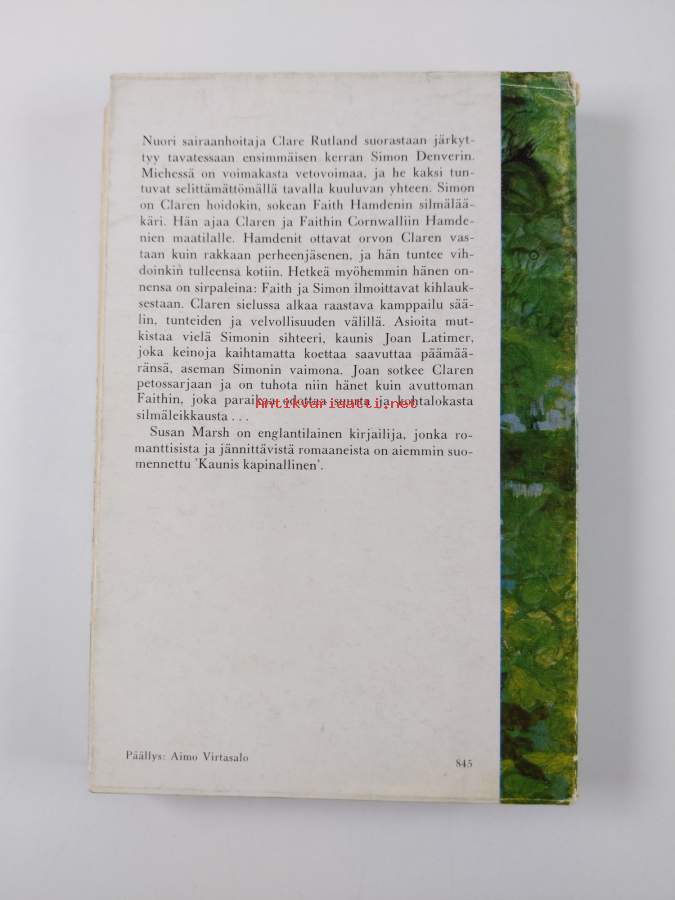 Nuori sairaanhoitaja Clare Rutland suorastaan järkyt-
tyy tavatessaan ensimmäisen kerran Simon Denverin.
Miehessä on voimakasta vetovoimaa, ja he kaksi tun-
tuvat selittämättömällä tavalla kuuluvan yhteen. Simon
on Claren hoidokin, sokean Faith Hamdenin silmälää-
käri. Hän ajaa Claren ja Faithin Cornwalliin Hamde-
nien maatilalle. Hamdenit ottavat orvon Claren vas-
taan kuin rakkaan perheenjäsenen, ja hän tuntee vih-
doinkin tulleensa kotiin. Hetkeä myöhemmin hänen on-
nensa on sirpaleina: Faith ja Simon ilmoittavat kihlauk-
sestaan. Claren sielussa alkaa raastava kamppailu sää-
lin, tunteiden ja velvollisuuden välillä. Asioita mut-
kistaa vielä Simonin sihteeri, kaunis Joan Latimer,
joka keinoja kaihtamatta koettaa saavuttaa päämää-
ränsä, aseman Simonin vaimona. Joan sotkee Claren
petossarjaan ja on tuhota niin hänet kuin avuttoman
Faithin, joka paraikaa odottaa suurta ja kohtalokasta
silmäleikkausta . . .
Antikvariaatti.net
Susan Marsh on englantilainen kirjailija, jonka ro-
manttisista ja jännittävistä romaaneista on aiemmin suo-
mennettu 'Kaunis kapinallinen'.
Päällys: Aimo Virtasalo
845